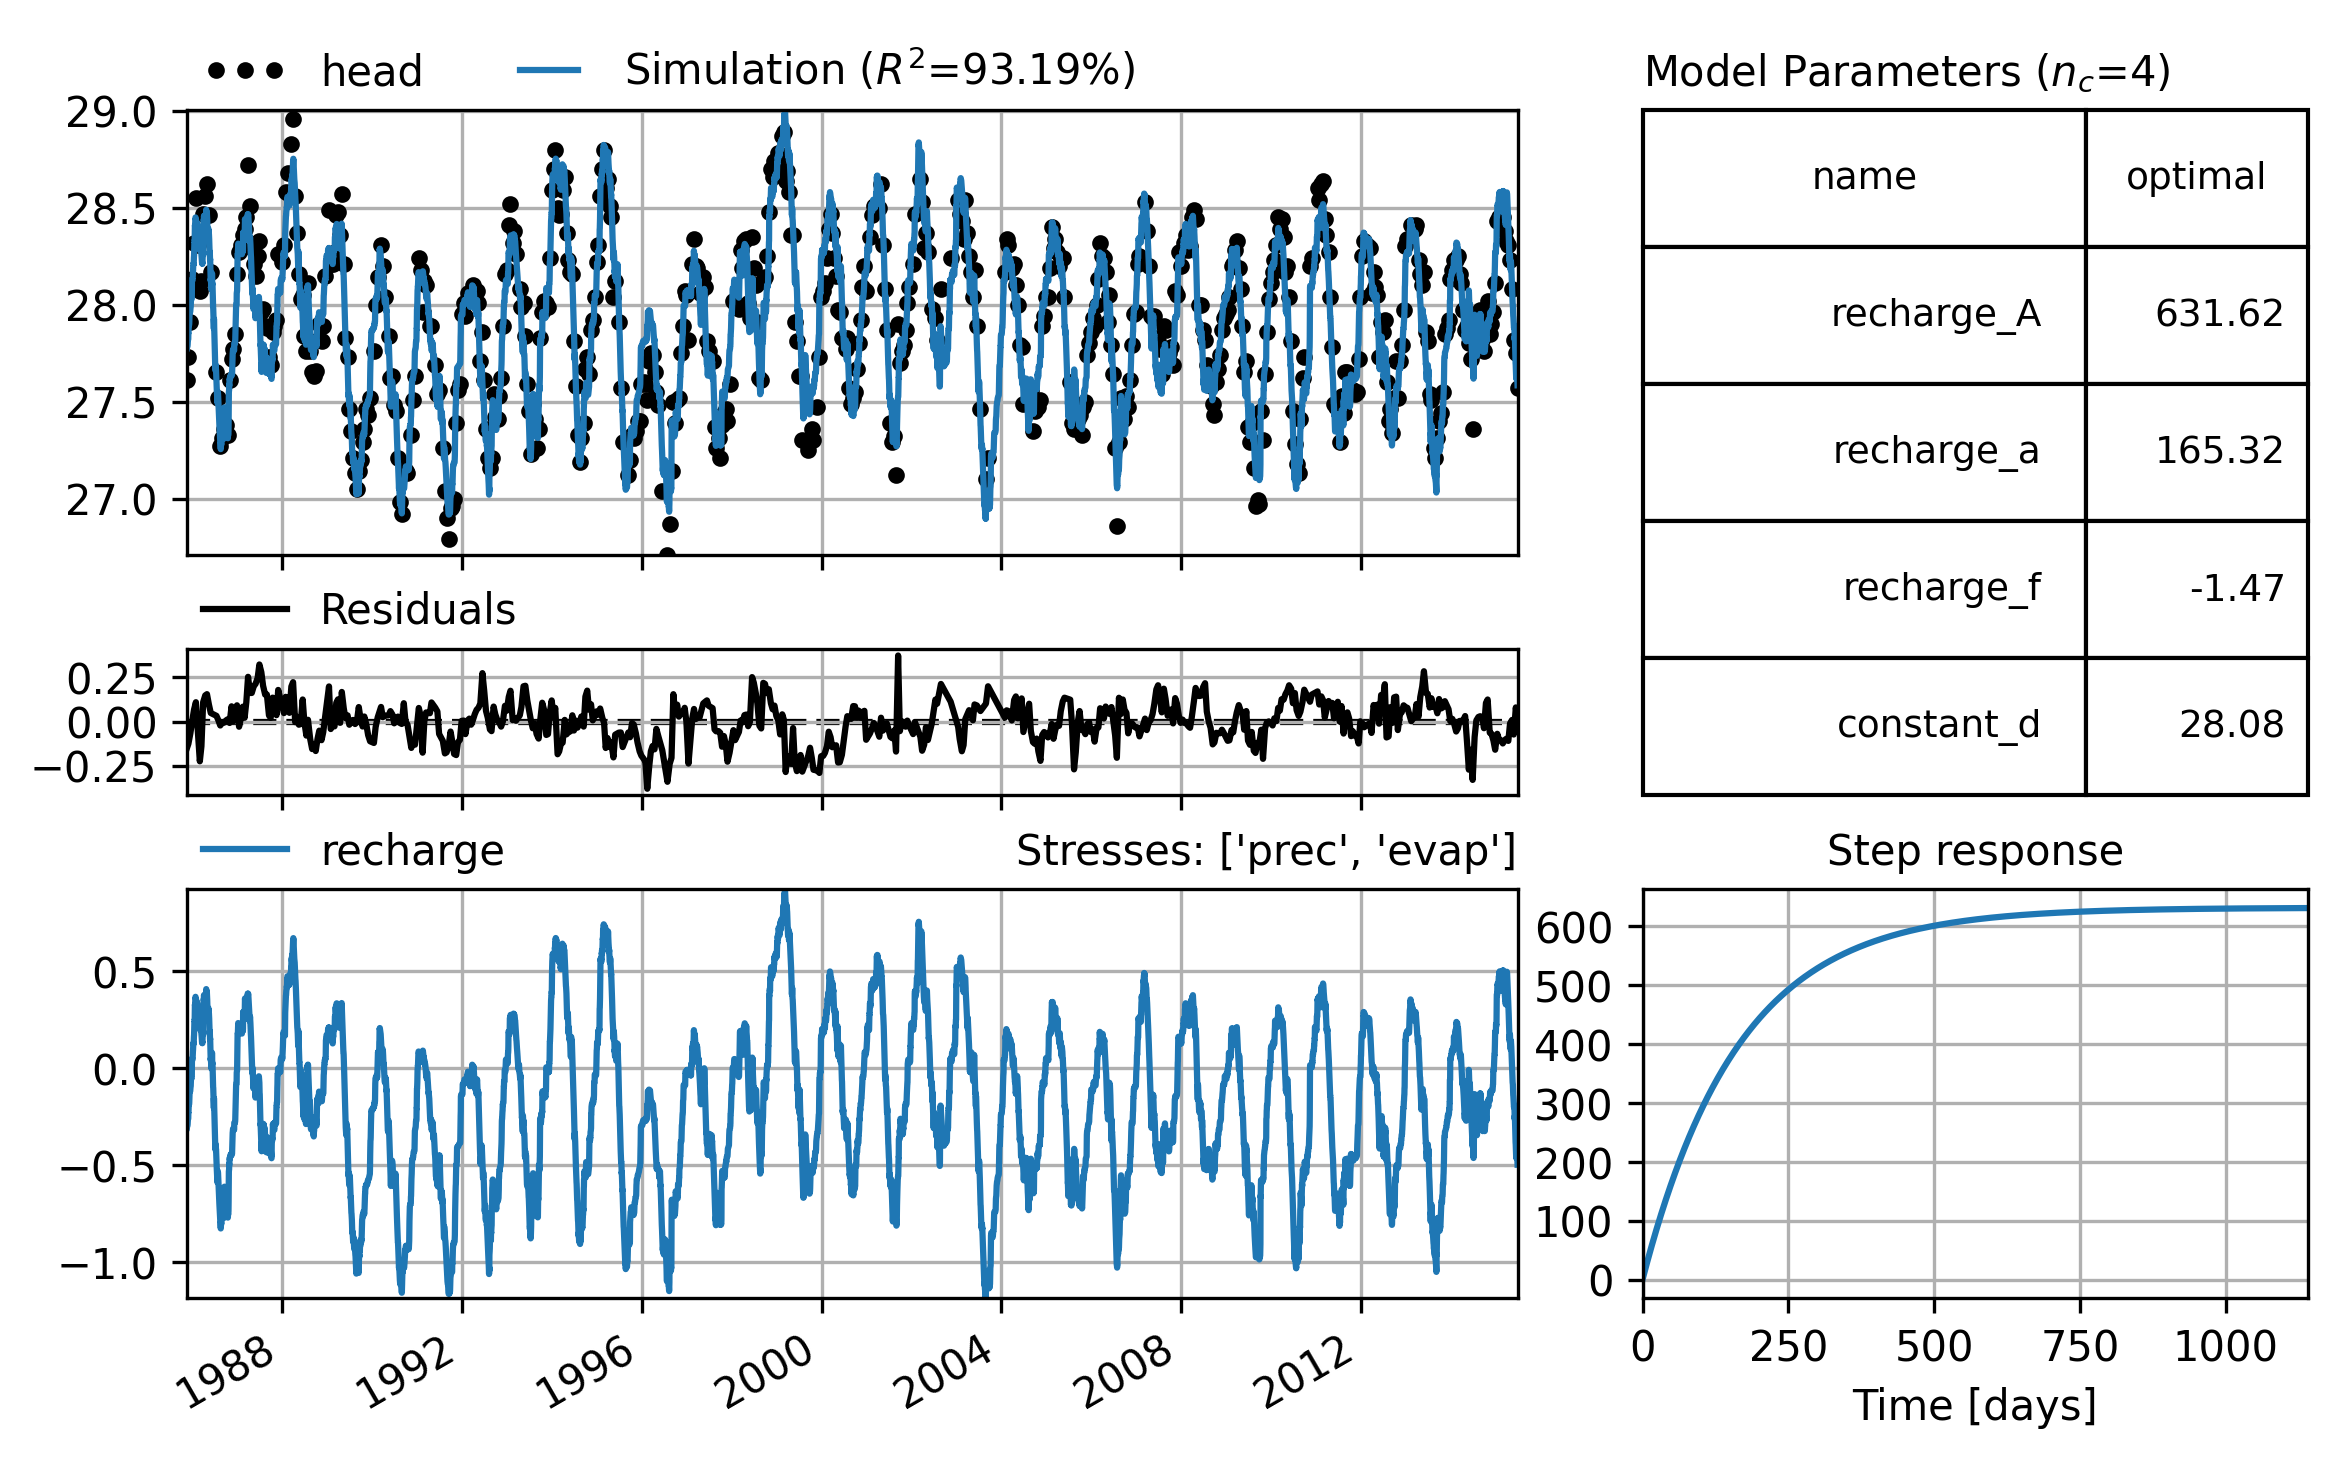 head
Simulation (R²=93.19%)
29.0
28.5
28.0
27.5
27.0
Residuals
0.25
0.00
−0.25
recharge
Stresses: ['prec', 'evap']
0.5
0.0
−0.5
−1.0
1988
1992
1996
2000
2004
2008
2012
Model Parameters (n_c=4)
name optimal
recharge_A 631.62
recharge_a 165.32
recharge_f -1.47
constant_d 28.08
Step response
600
500
400
300
200
100
0
0 250 500 750 1000
Time [days]